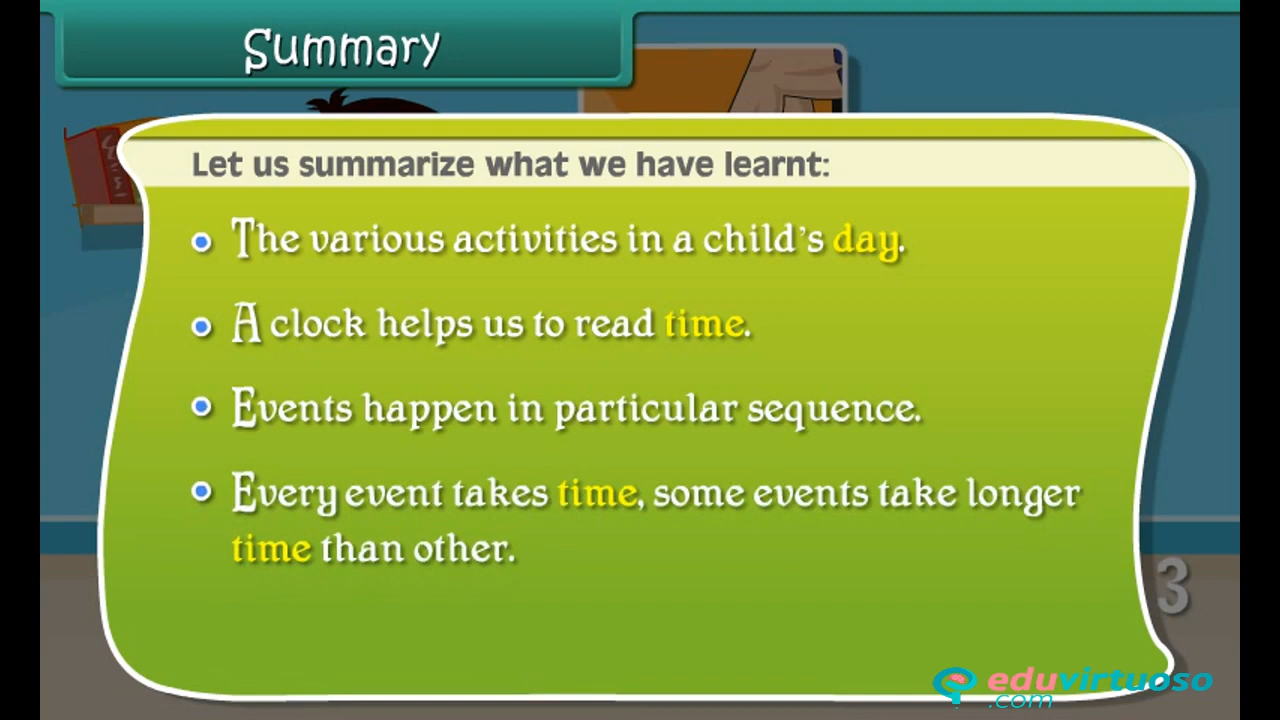 Summary
Let us summarize what we have learnt:
The various activities in a child's day.
A clock helps us to read time.
Events happen in particular sequence.
Every event takes time, some events take longer
time than other.
3
eduvirtuoso
.com